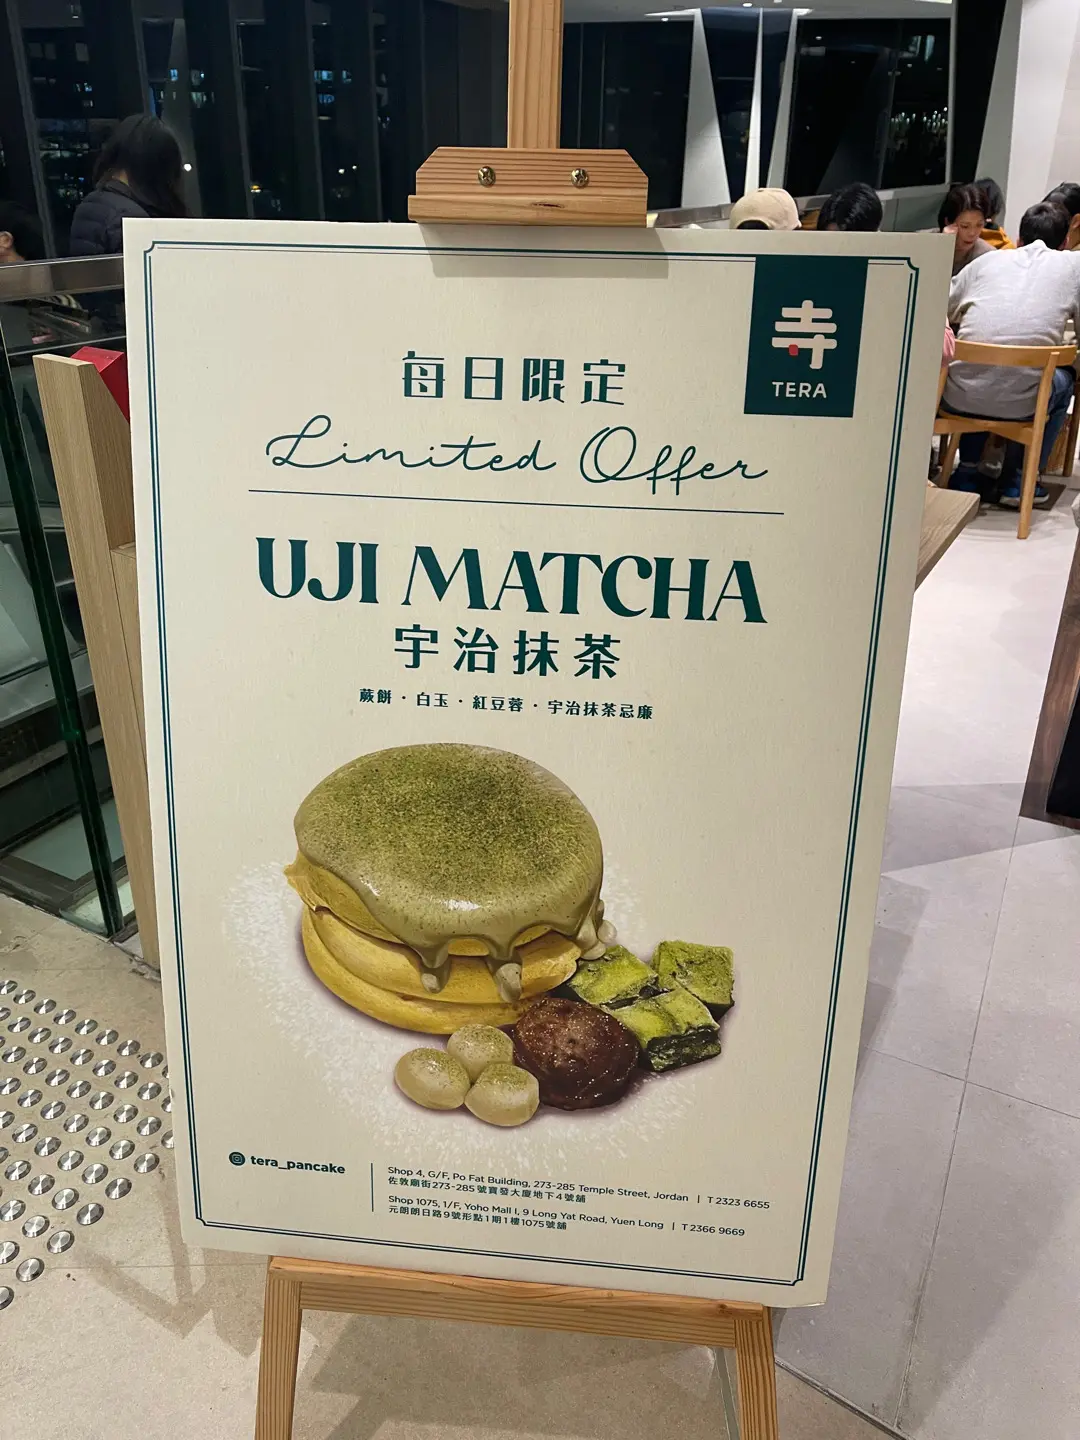 寺
TERA
每日限定
Limited Offer
UJI MATCHA
宇治抹茶
蕨餅 · 白玉 · 紅豆蓉 · 宇治抹茶忌廉
tera_pancake
Shop 4, G/F, Po Fat Building, 273-285 Temple Street, Jordan | T 2323 6655
佐敦廟街273-285號寶發大廈地下4號舖
Shop 1075, 1/F, Yoho Mall I, 9 Long Yat Road, Yuen Long | T 2366 9669
元朗朗日路9號形點1期1樓1075號舖